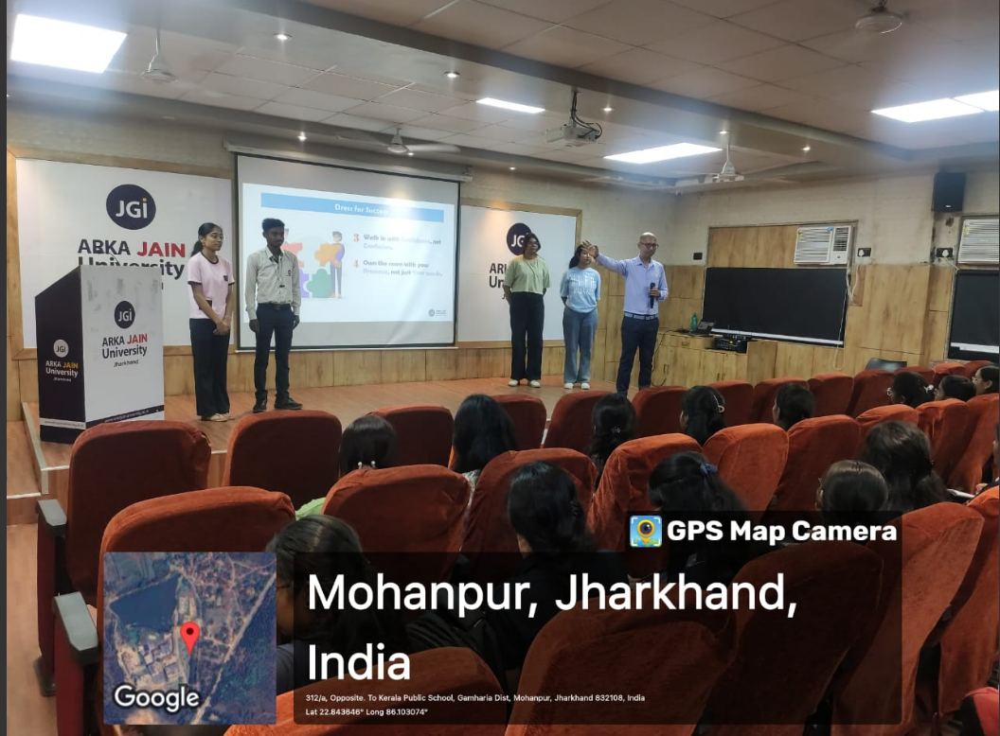 JGi
ARKA JAIN
University
Dress for Success
3 Walk in with Confidence, not
Confusion.
4 Own the room with your
Presence, not just Your words.
JGi
JGi
ARKA JAIN
University
Jharkhand
JGi
ARKA JAIN
University
Jharkhand
GPS Map Camera
Mohanpur, Jharkhand,
India
312/a, Opposite. To Kerala Public School, Gamharia Dist, Mohanpur, Jharkhand 832108, India
Lat 22.843646° Long 86.103074°
Google